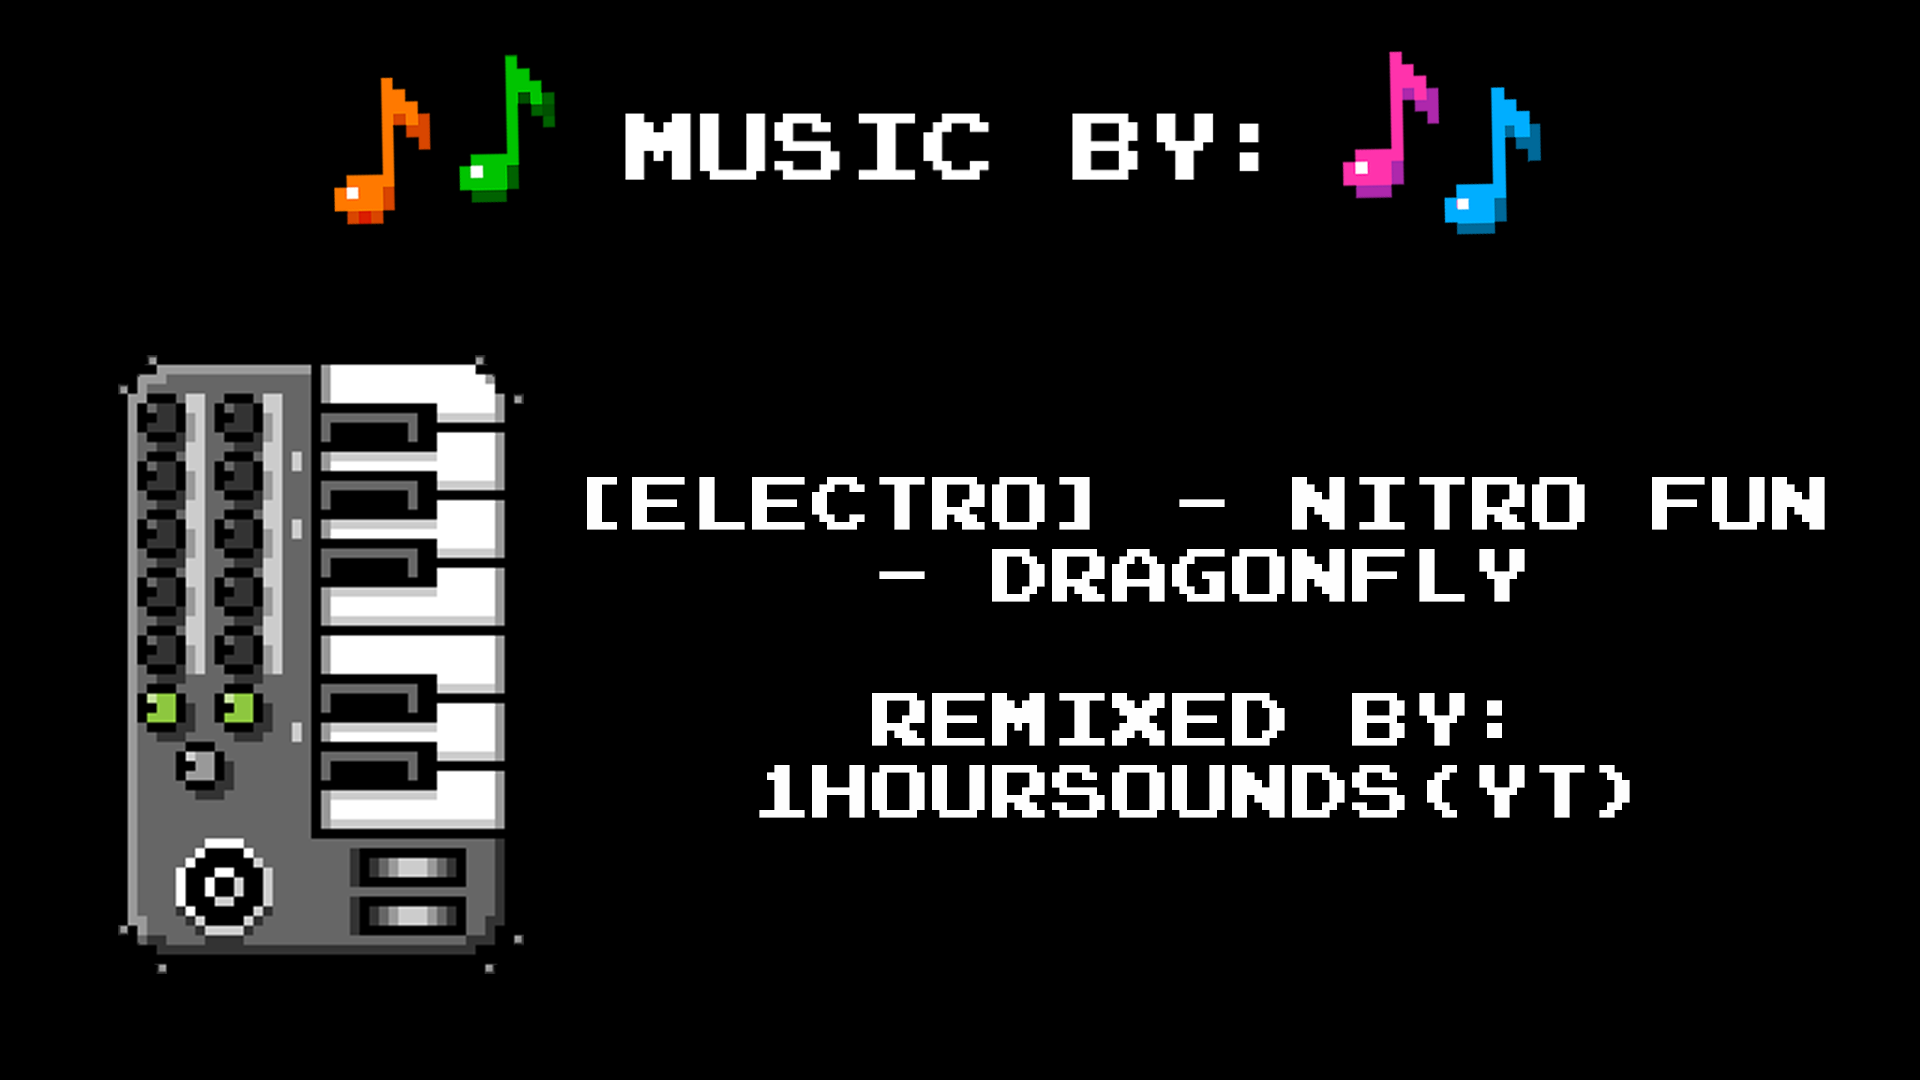 MUSIC BY:
[ELECTRO] - NITRO FUN
- DRAGONFLY
REMIXED BY:
1HOURSOUNDS(YT)